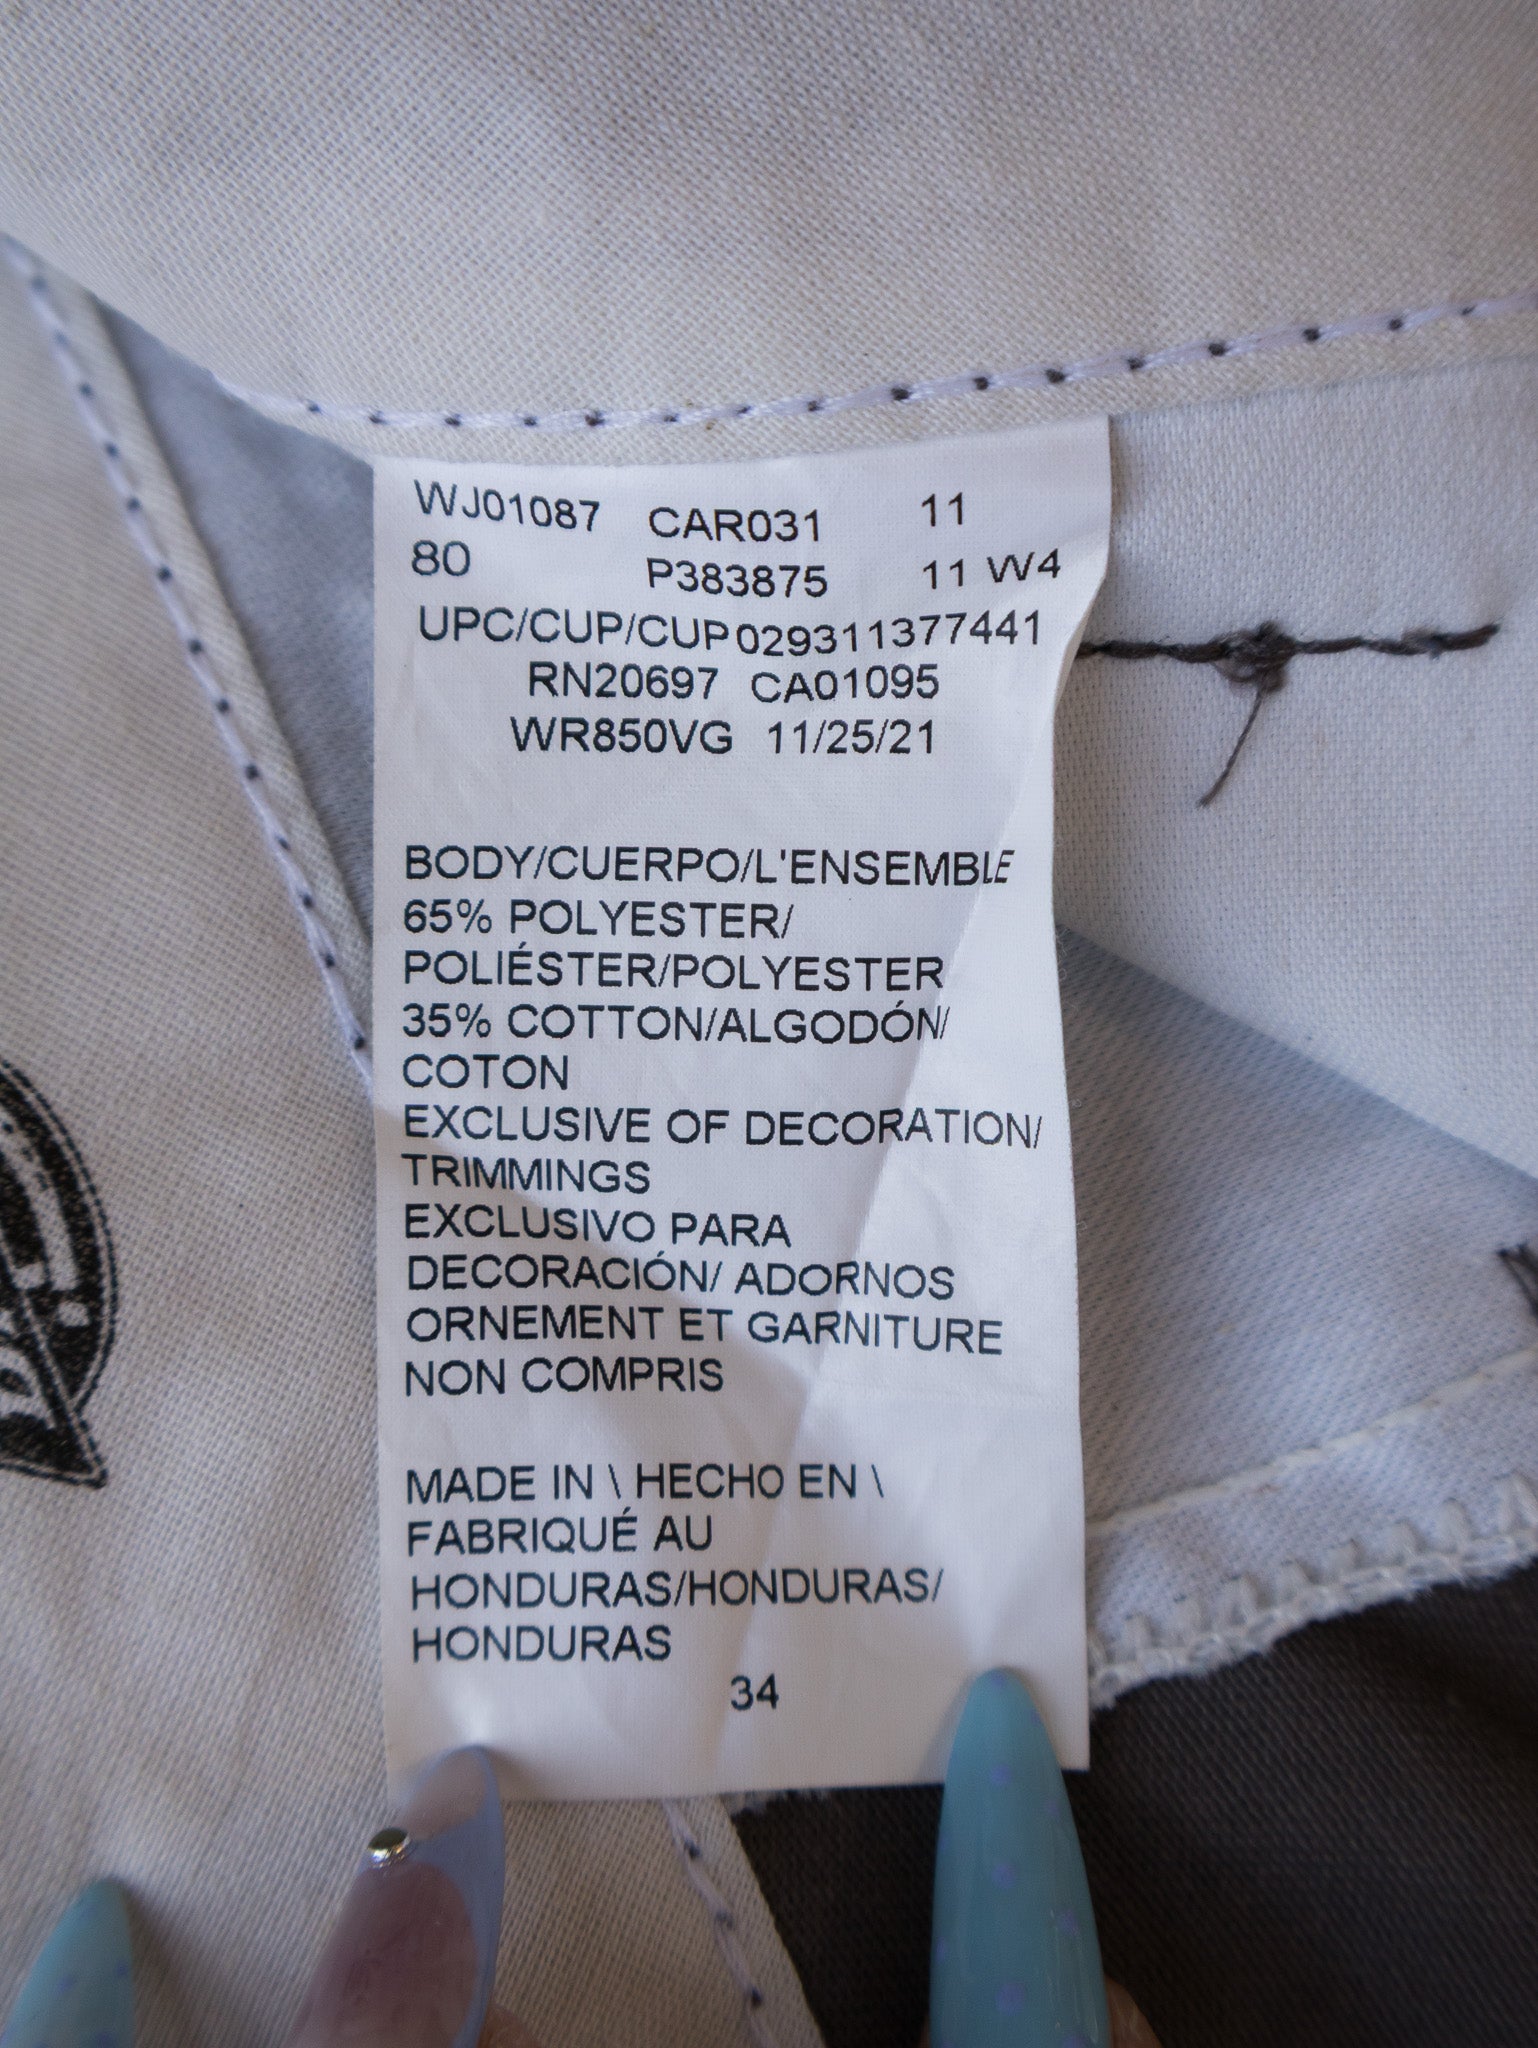 WJ01087 CAR031 11
80 P383875 11 W4
UPC/CUP/CUP 029311377441
RN20697 CA01095
WR850VG 11/25/21
BODY/CUERPO/L'ENSEMBLE
65% POLYESTER/
POLIÉSTER/POLYESTER
35% COTTON/ALGODÓN/
COTON
EXCLUSIVE OF DECORATION/
TRIMMINGS
EXCLUSIVO PARA
DECORACIÓN/ ADORNOS
ORNEMENT ET GARNITURE
NON COMPRIS
MADE IN \ HECHO EN \
FABRIQUÉ AU
HONDURAS/HONDURAS/
HONDURAS
34